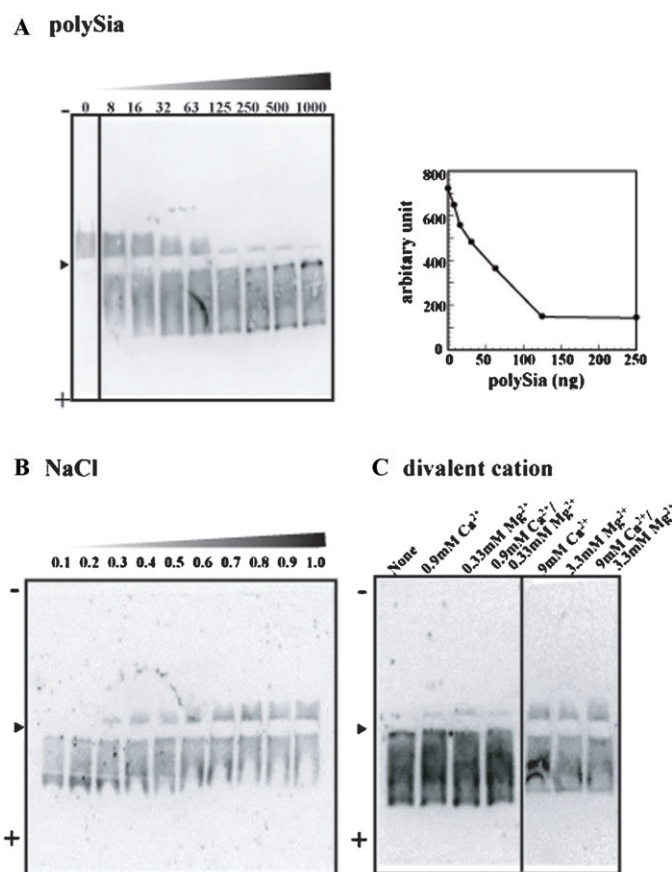 A polySia
- 0 8 16 32 63 125 250 500 1000
+
arbitary unit
800
600
400
200
0
0 50 100 150 200 250
polySia (ng)
B NaCl
0.1 0.2 0.3 0.4 0.5 0.6 0.7 0.8 0.9 1.0
-
+
C divalent cation
None
0.9mM Ca²⁺
0.33mM Mg²⁺
0.9mM Ca²⁺/
0.33mM Mg²⁺
9mM Ca²⁺
3.3mM Mg²⁺
9mM Ca²⁺/
3.3mM Mg²⁺
-
+